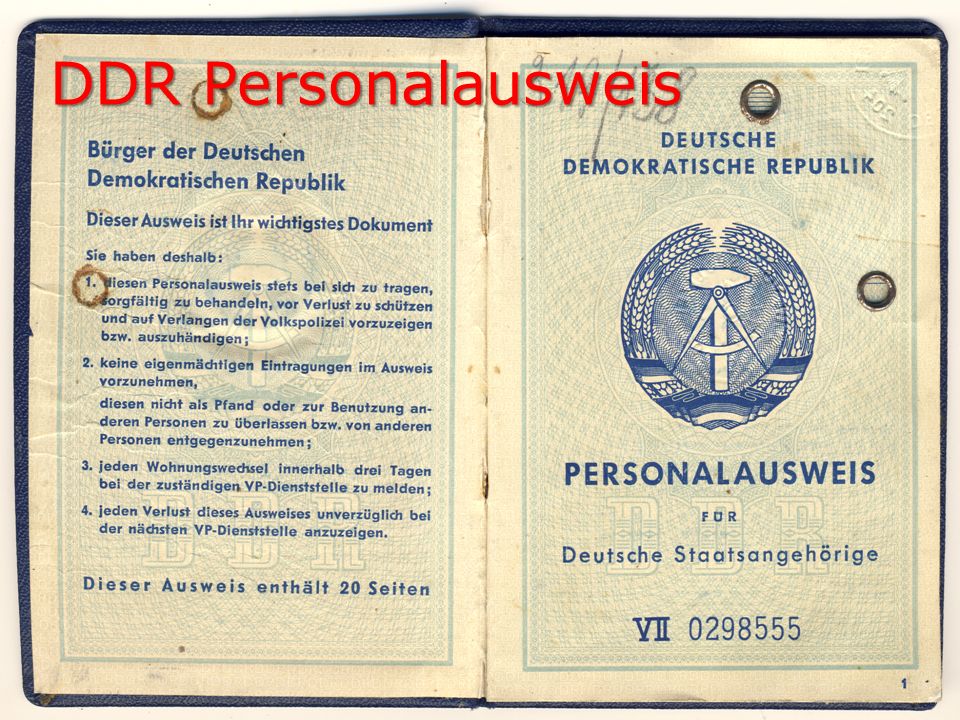 DDR Personalausweis
Bürger der Deutschen
Demokratischen Republik
Dieser Ausweis ist Ihr wichtigstes Dokument
Sie haben deshalb:
1. diesen Personalausweis stets bei sich zu tragen,
sorgfältig zu behandeln, vor Verlust zu schützen
und auf Verlangen der Volkspolizei vorzuzeigen
bzw. auszuhändigen;
2. keine eigenmächtigen Eintragungen im Ausweis
vorzunehmen,
diesen nicht als Pfand oder zur Benutzung an-
deren Personen zu überlassen bzw. von anderen
Personen entgegenzunehmen;
3. jeden Wohnungswechsel innerhalb drei Tagen
bei der zuständigen VP-Dienststelle zu melden;
4. jeden Verlust dieses Ausweises unverzüglich bei
der nächsten VP-Dienststelle anzuzeigen.
DDR
Dieser Ausweis enthält 20 Seiten
DEUTSCHE
DEMOKRATISCHE REPUBLIK
PERSONALAUSWEIS
FÜR
DDR
Deutsche Staatsangehörige
VII 0298555
1